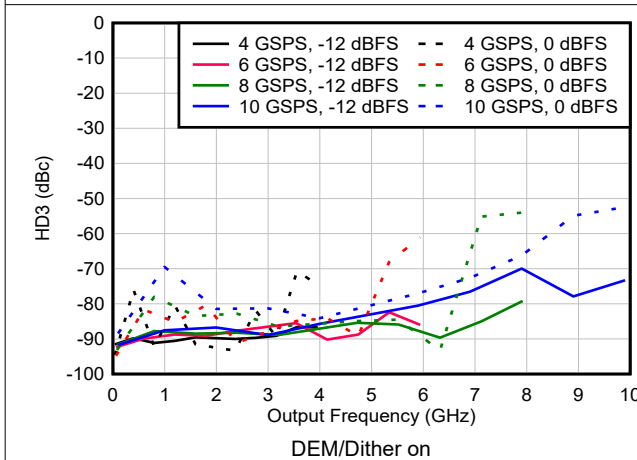 0
-10
-20
-30
-40
-50
-60
-70
-80
-90
-100
HD3 (dBc)
4 GSPS, -12 dBFS
6 GSPS, -12 dBFS
8 GSPS, -12 dBFS
10 GSPS, -12 dBFS
4 GSPS, 0 dBFS
6 GSPS, 0 dBFS
8 GSPS, 0 dBFS
10 GSPS, 0 dBFS
0 1 2 3 4 5 6 7 8 9 10
Output Frequency (GHz)
DEM/Dither on